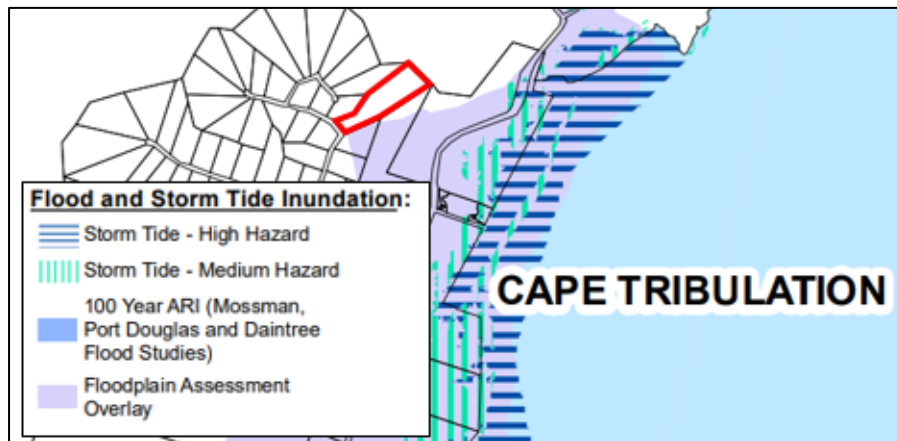 Flood and Storm Tide Inundation:
Storm Tide - High Hazard
Storm Tide - Medium Hazard
100 Year ARI (Mossman,
Port Douglas and Daintree
Flood Studies)
Floodplain Assessment
Overlay
CAPE TRIBULATION